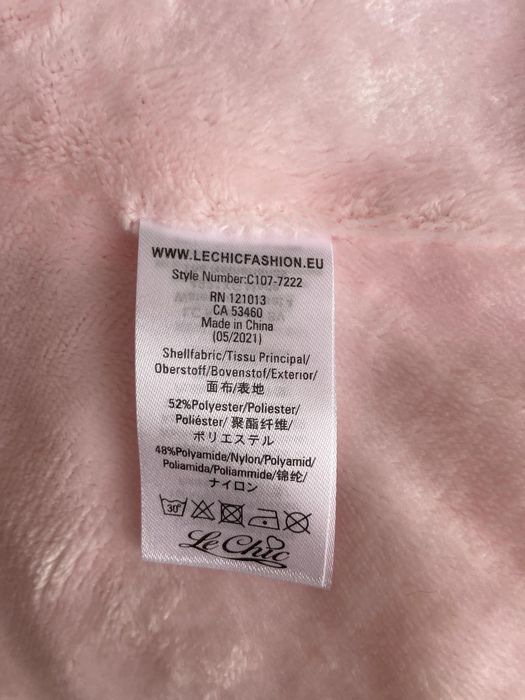 WWW.LECHICFASHION.EU
Style Number:C107-7222
RN 121013
CA 53460
Made in China
(05/2021)
Shellfabric/Tissu Principal/
Oberstoff/Bovenstof/Exterior/
面布/表地
52%Polyester/Poliester/
Poliéster/ 聚酯纤维/
ポリエステル
48%Polyamide/Nylon/Polyamid/
Poliamida/Poliammide/锦纶/
ナイロン
30°
Le Chic